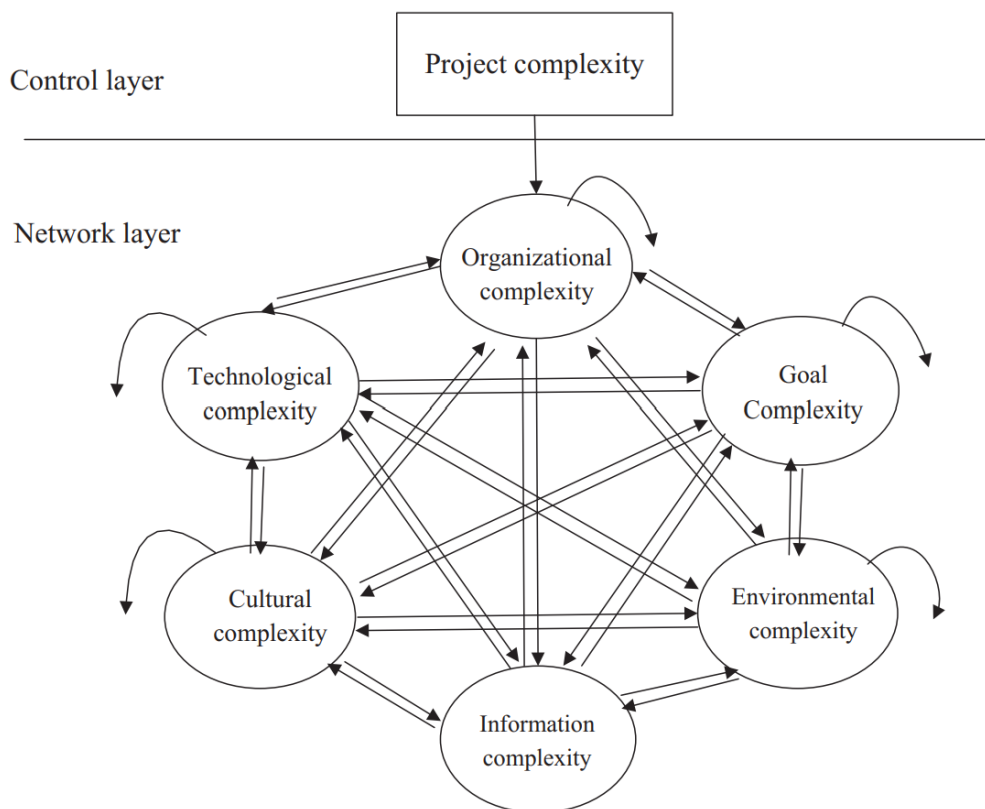 Project complexity
Control layer
Network layer
Organizational
complexity
Technological
complexity
Goal
Complexity
Cultural
complexity
Environmental
complexity
Information
complexity